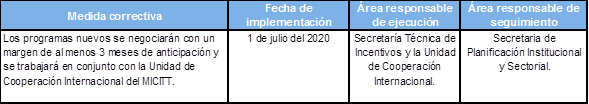 Medida correctiva
Fecha de
implementación
Área responsable
de ejecución
Área responsable de
seguimiento
Los programas nuevos se negociarán con un
margen de al menos 3 meses de anticipación y
se trabajará en conjunto con la Unidad de
Cooperación Internacional del MICITT.
1 de julio del 2020
Secretaría Técnica de
Incentivos y la Unidad
de Cooperación
Internacional.
Secretaria de
Planificación Institucional
y Sectorial.